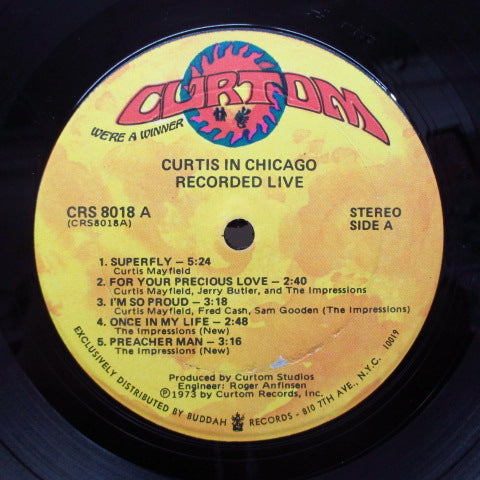 CURTOM
WE'RE A WINNER
CURTIS IN CHICAGO
RECORDED LIVE
CRS 8018 A
(CRS8018A)
STEREO
SIDE A
1. SUPERFLY — 5:24
Curtis Mayfield
2. FOR YOUR PRECIOUS LOVE — 2:40
Curtis Mayfield, Jerry Butler, and The Impressions
3. I'M SO PROUD — 3:18
Curtis Mayfield, Fred Cash, Sam Gooden (The Impressions)
4. ONCE IN MY LIFE — 2:48
The Impressions (New)
5. PREACHER MAN — 3:16
The Impressions (New)
Produced by Curtom Studios
Engineer: Roger Anfinsen
Ⓟ1973 by Curtom Records, Inc.
EXCLUSIVELY DISTRIBUTED BY BUDDAH RECORDS - 810 7TH AVE., N.Y.C. 10019